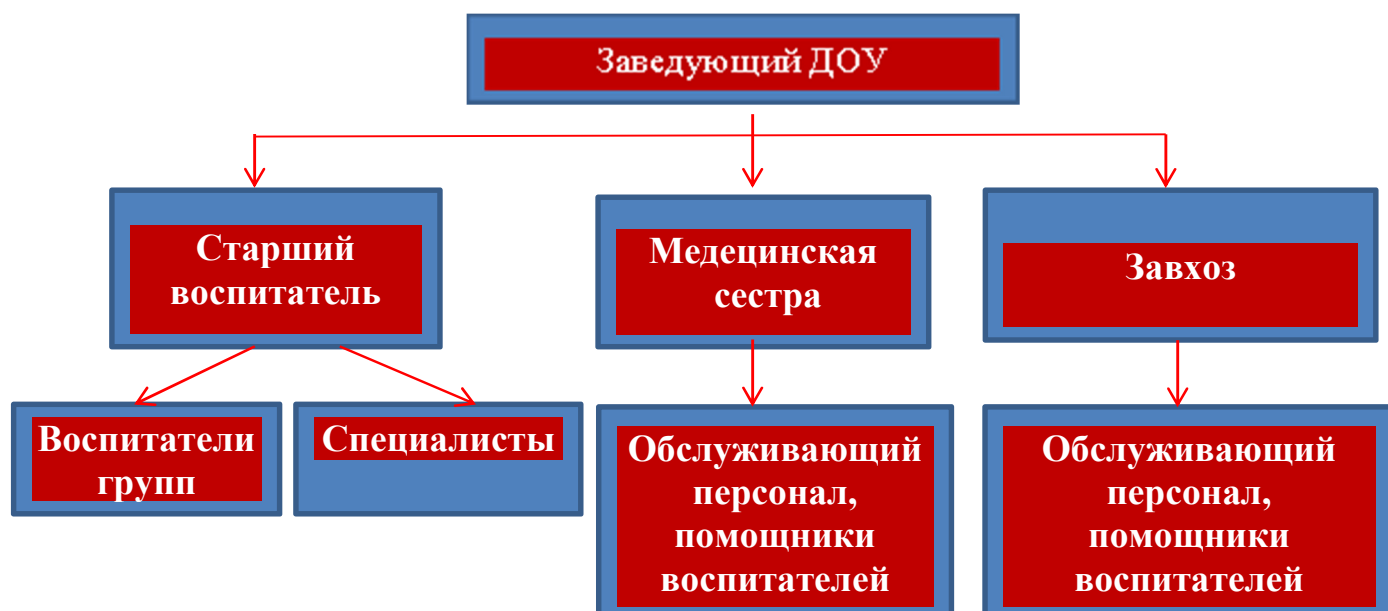 Заведующий ДОУ
Старший
воспитатель
Медецинская
сестра
Завхоз
Воспитатели
групп
Специалисты
Обслуживающий
персонал,
помощники
воспитателей
Обслуживающий
персонал,
помощники
воспитателей